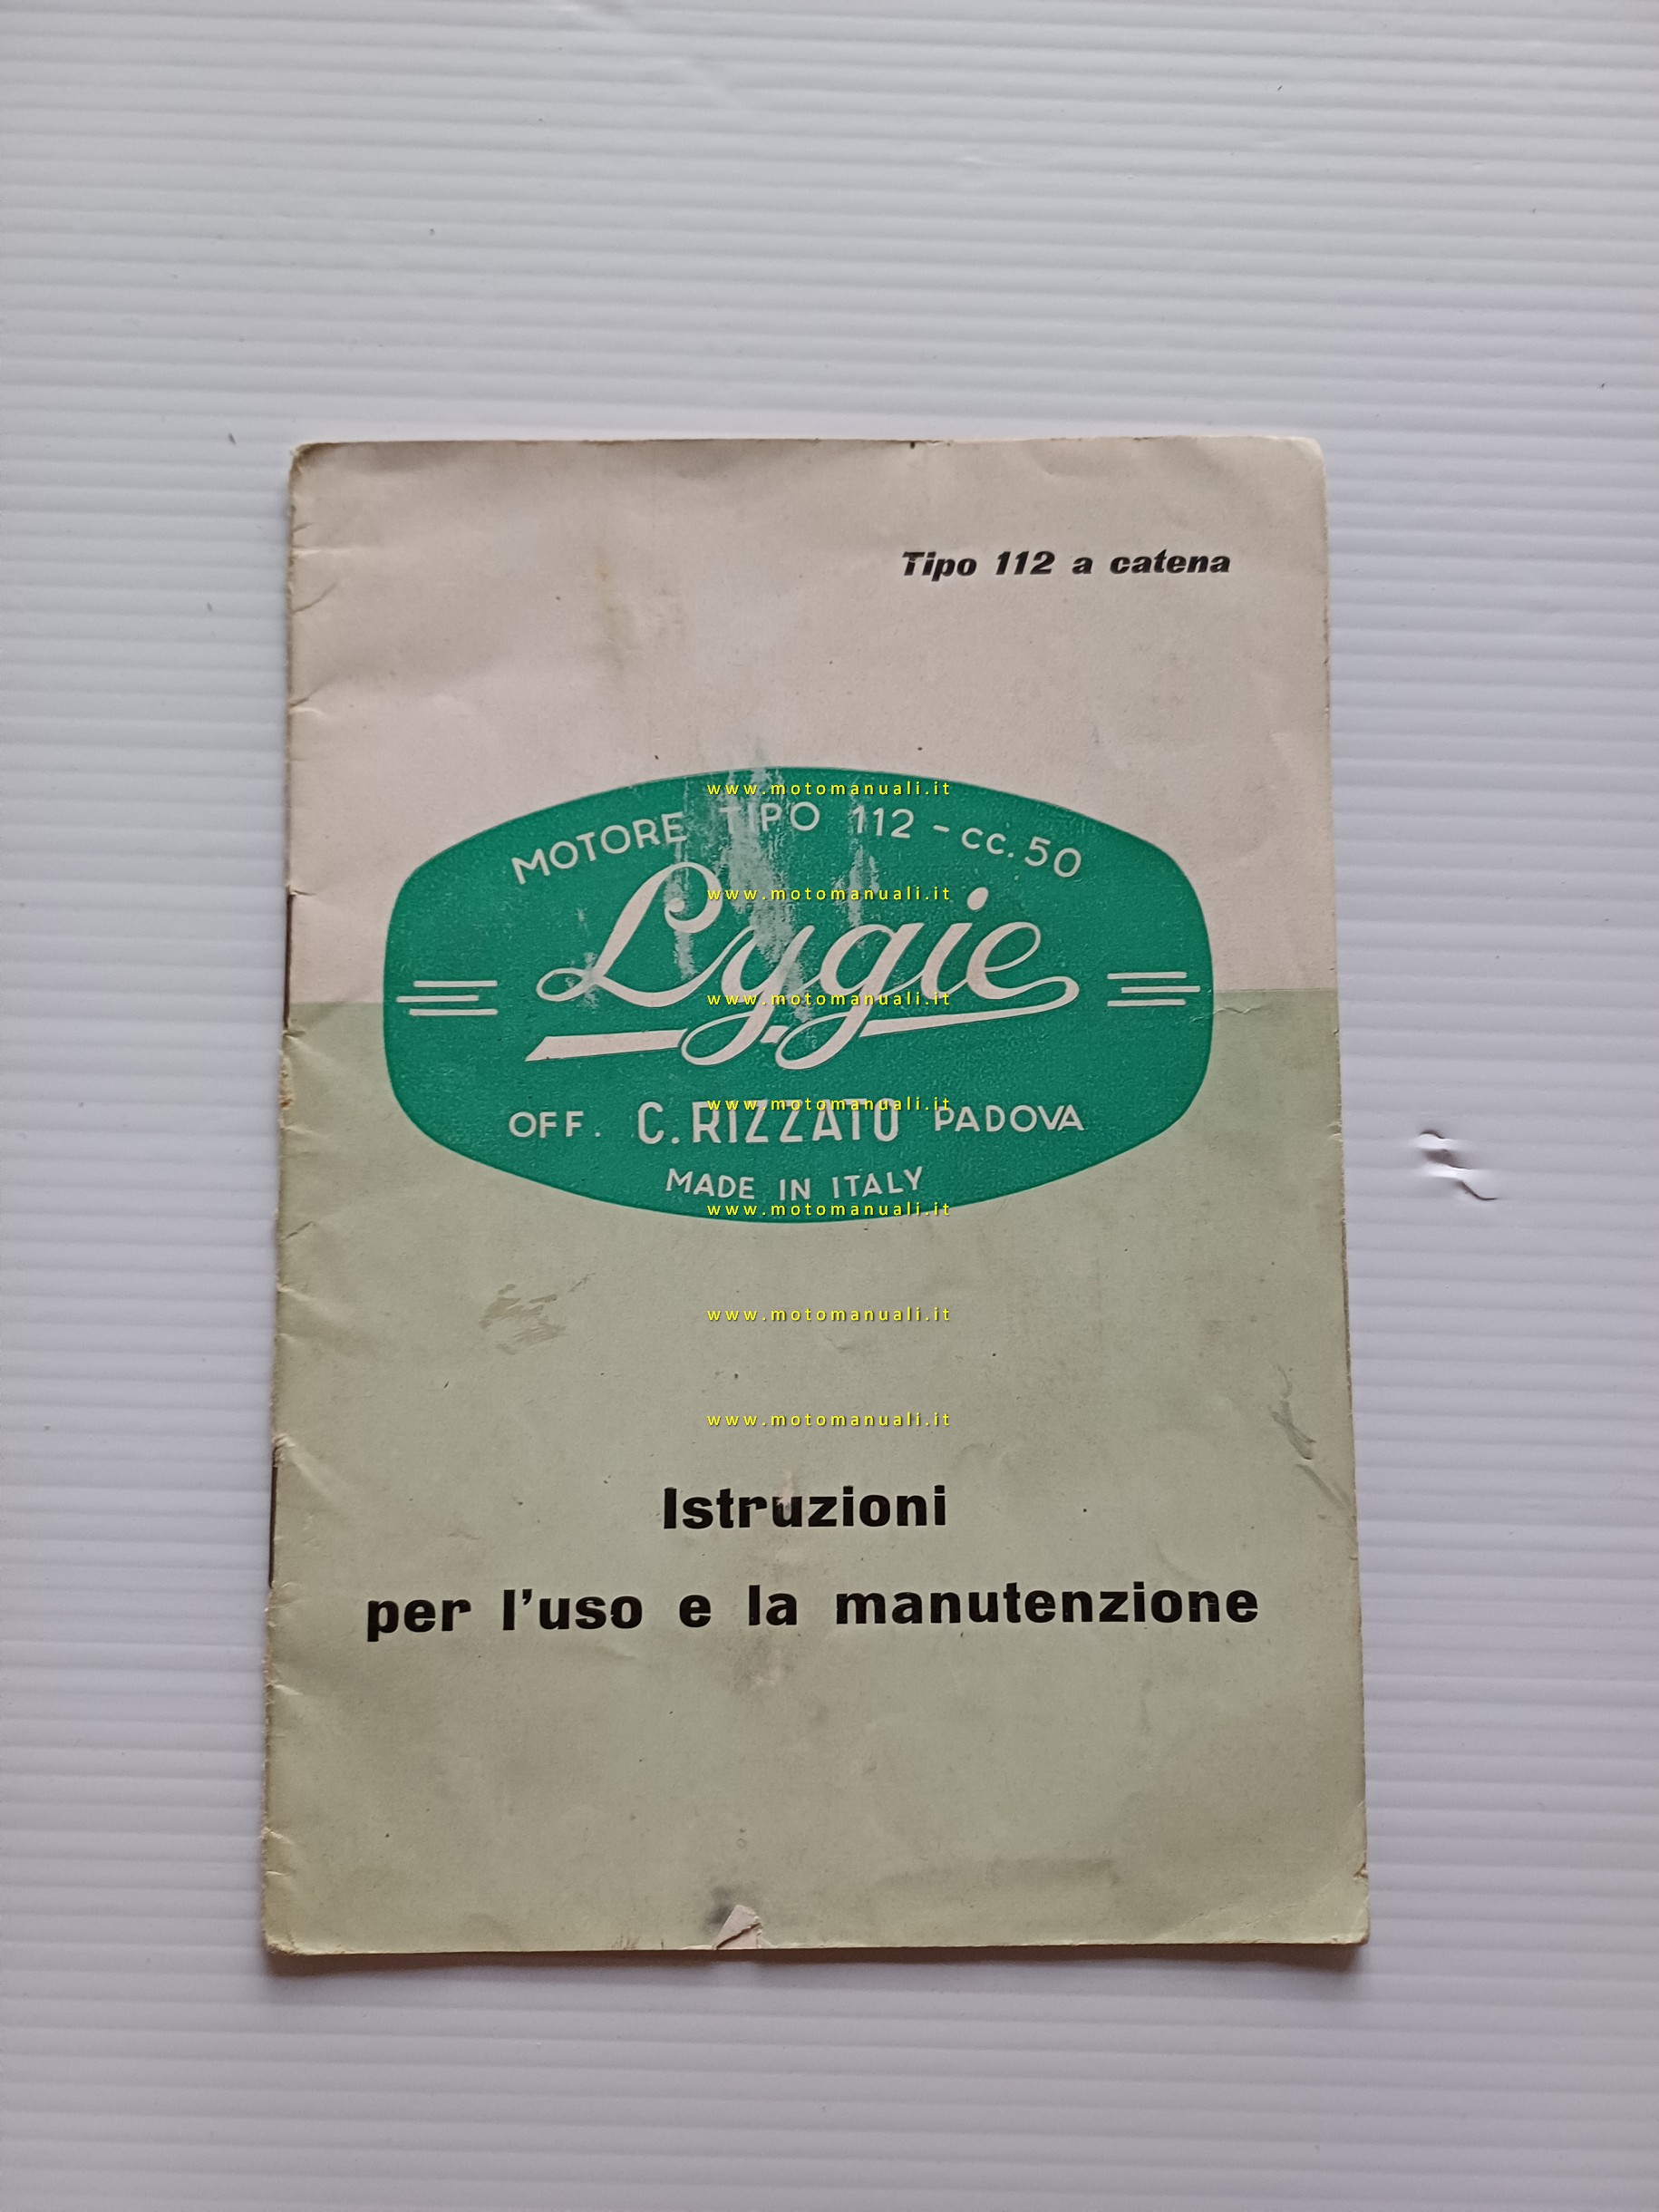 Tipo 112 a catena
www.motomanuali.it
MOTORE TIPO 112 - cc. 50
www.motomanuali.it
Lygie
www.motomanuali.it
www.motomanuali.it
OFF. C. RIZZATO PADOVA
MADE IN ITALY
www.motomanuali.it
www.motomanuali.it
www.motomanuali.it
Istruzioni
per l'uso e la manutenzione